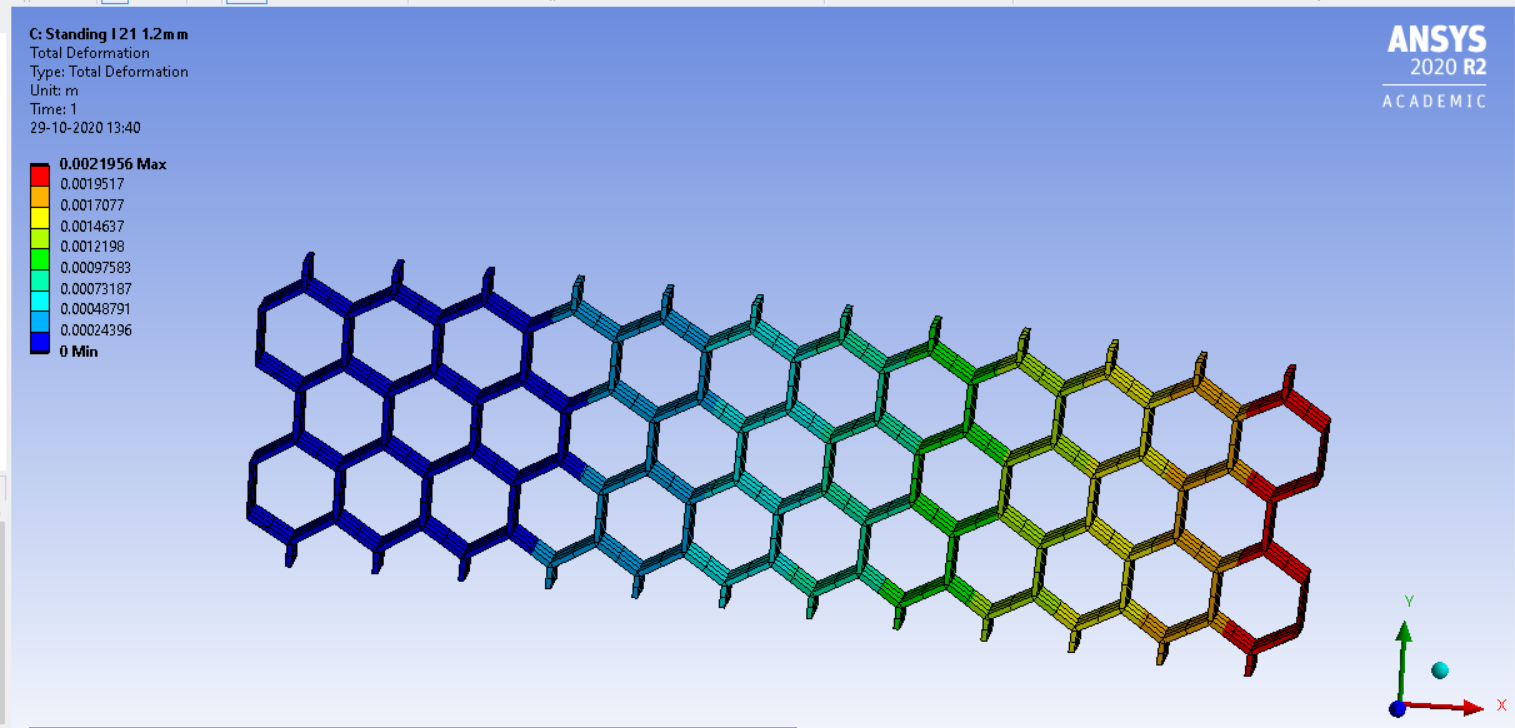 C: Standing I 21 1.2mm
Total Deformation
Type: Total Deformation
Unit: m
Time: 1
29-10-2020 13:40
0.0021956 Max
0.0019517
0.0017077
0.0014637
0.0012198
0.00097583
0.00073187
0.00048791
0.00024396
0 Min
ANSYS
2020 R2
ACADEMIC
Y
X